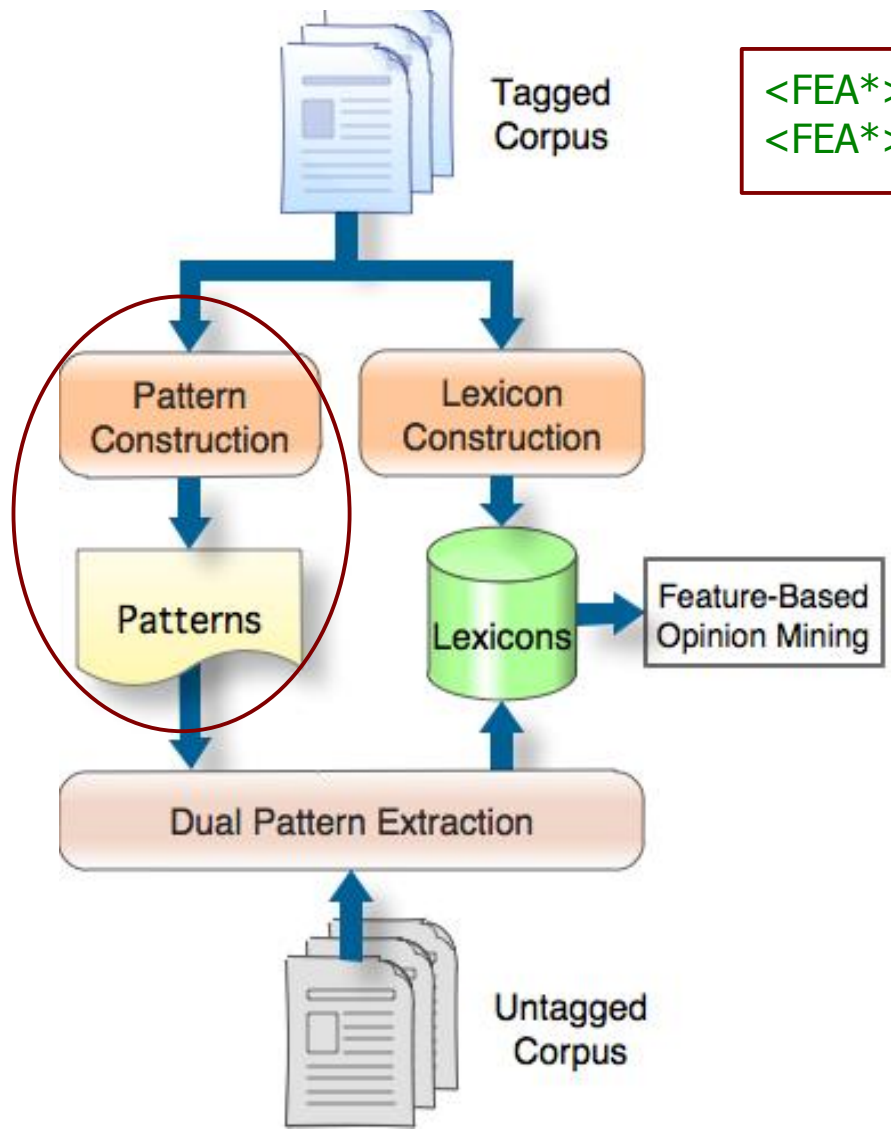 Tagged
Corpus
<FEA*>
<FEA*>
Pattern
Construction
Lexicon
Construction
Patterns
Lexicons
Feature-Based
Opinion Mining
Dual Pattern Extraction
Untagged
Corpus